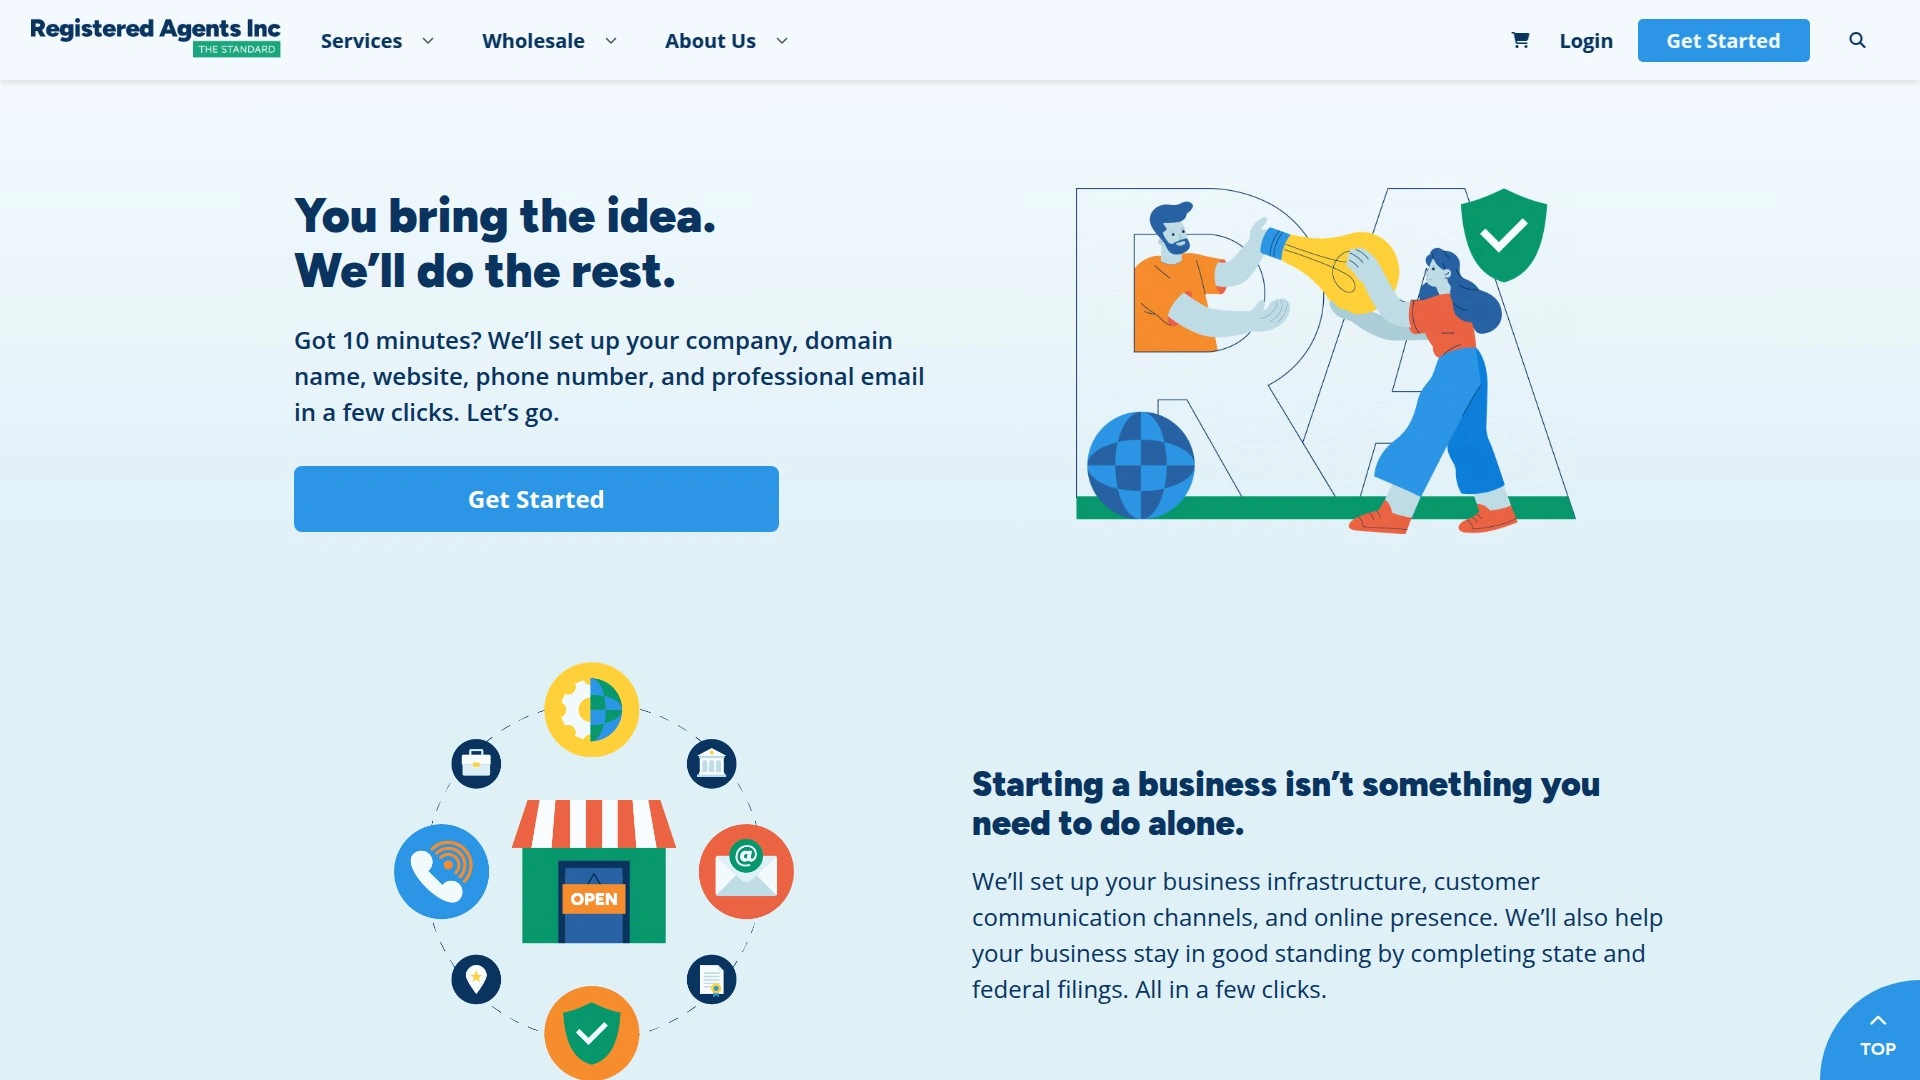 Registered Agents Inc
THE STANDARD
Services
Wholesale
About Us
Login
Get Started
You bring the idea.
We’ll do the rest.
Got 10 minutes? We’ll set up your company, domain
name, website, phone number, and professional email
in a few clicks. Let’s go.
Get Started
@
OPEN
Starting a business isn’t something you
need to do alone.
We’ll set up your business infrastructure, customer
communication channels, and online presence. We’ll also help
your business stay in good standing by completing state and
federal filings. All in a few clicks.
TOP